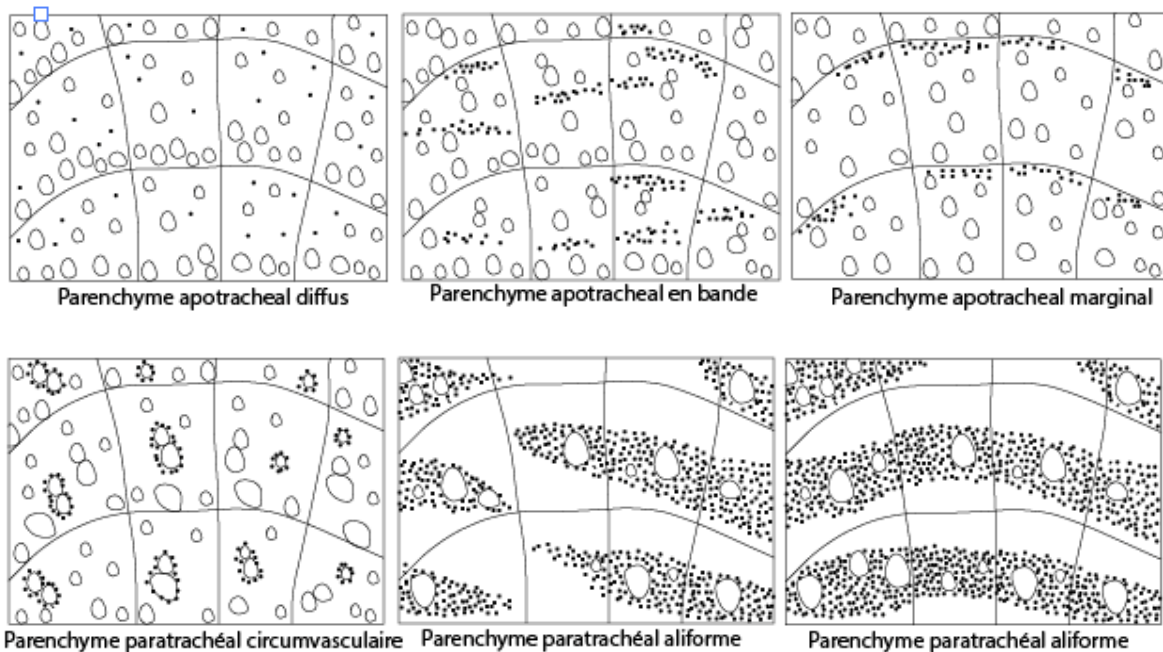 Parenchyme apotracheal diffus
Parenchyme apotracheal en bande
Parenchyme apotracheal marginal
Parenchyme paratrachéal circumvasculaire
Parenchyme paratrachéal aliforme
Parenchyme paratrachéal aliforme